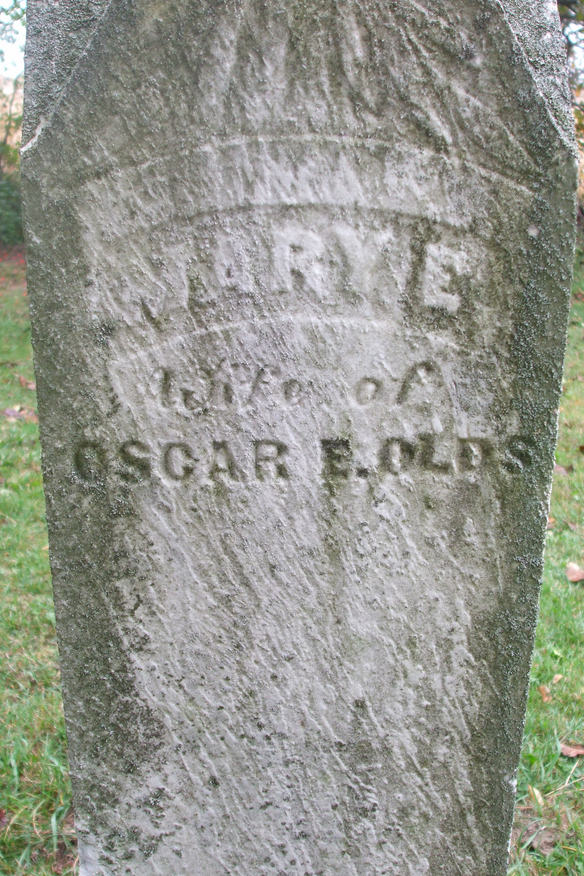 MARY E.
Wife of
OSCAR E. OLDS